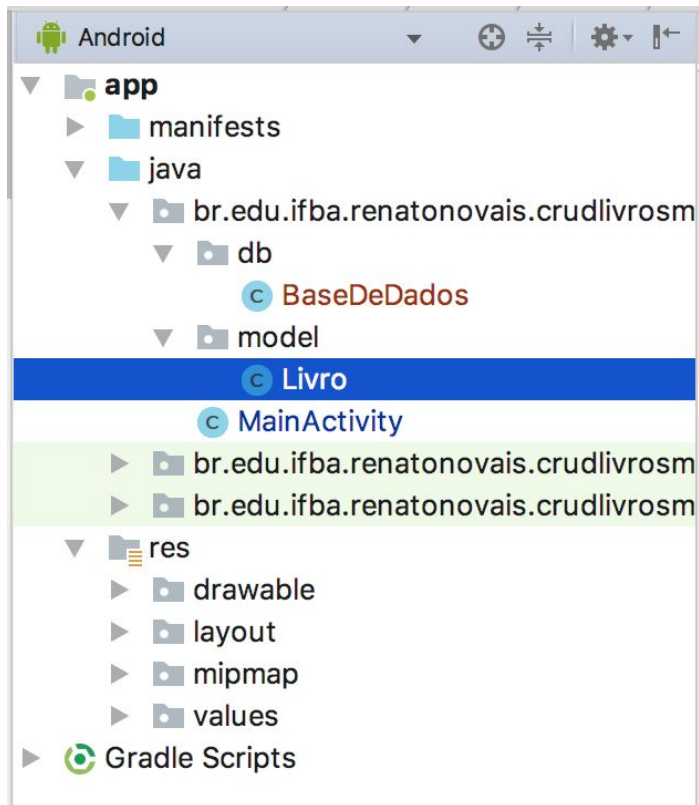 Android
app
manifests
java
br.edu.ifba.renatonovais.crudlivrosm
db
C BaseDeDados
model
C Livro
C MainActivity
br.edu.ifba.renatonovais.crudlivrosm
br.edu.ifba.renatonovais.crudlivrosm
res
drawable
layout
mipmap
values
Gradle Scripts